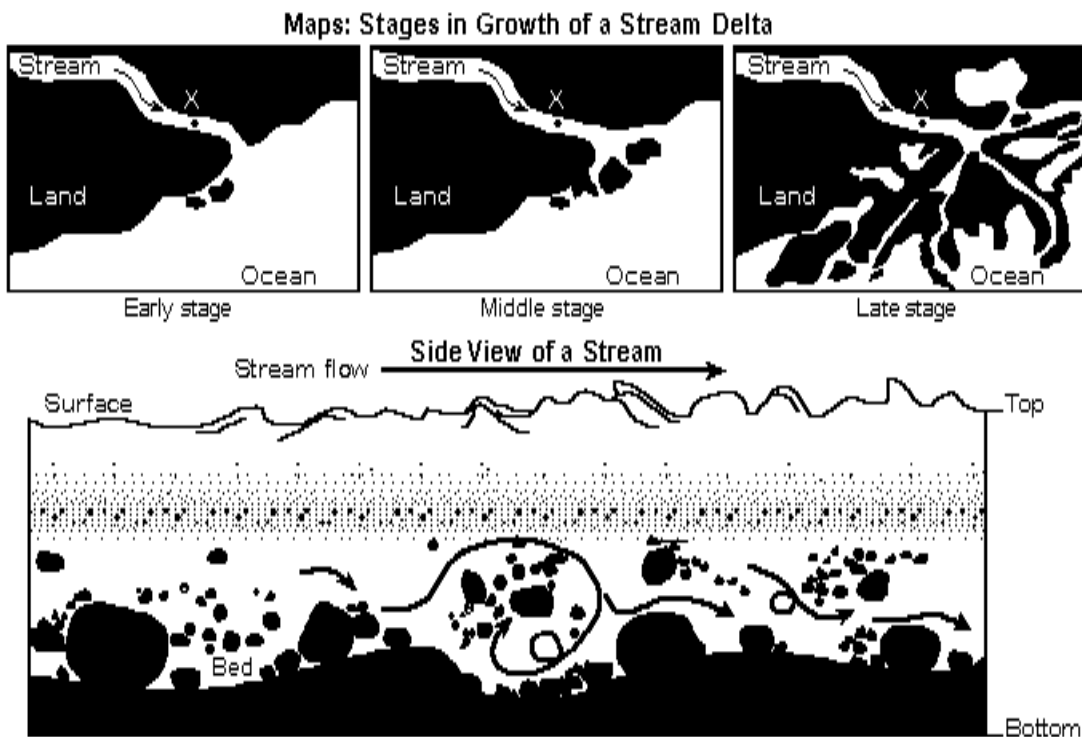 Maps: Stages in Growth of a Stream Delta
Stream
X
Land
Ocean
Early stage
Stream
X
Land
Ocean
Middle stage
Stream
X
Land
Ocean
Late stage
Side View of a Stream
Stream flow
Surface
Top
Bed
Bottom